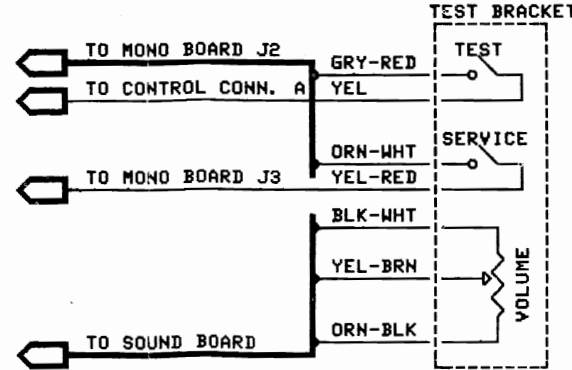 TEST BRACKET
TO MONO BOARD J2
GRY-RED
TEST
TO CONTROL CONN. A
YEL
ORN-WHT
SERVICE
TO MONO BOARD J3
YEL-RED
BLK-WHT
YEL-BRN
VOLUME
ORN-BLK
TO SOUND BOARD